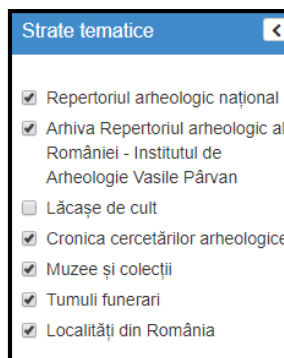 Strate tematice
Repertoriul arheologic național
Arhiva Repertoriul arheologic al
României - Institutul de
Arheologie Vasile Pârvan
Lăcașe de cult
Cronica cercetărilor arheologice
Muzee și colecții
Tumuli funerari
Localități din România